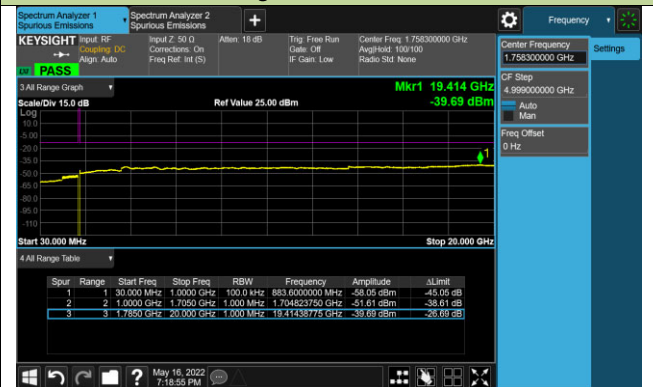 Spectrum Analyzer 1
Spurious Emissions
Spectrum Analyzer 2
Spurious Emissions
Frequency
KEYSIGHT
Input: RF
Coupling: DC
Align: Auto
Input Z: 50 Ω
Corrections: On
Freq Ref: Int (S)
Atten: 18 dB
Trig: Free Run
Gate: Off
IF Gain: Low
Center Freq: 1.758300000 GHz
Avg|Hold: 100/100
Radio Std: None
PASS
Center Frequency
1.758300000 GHz
Settings
CF Step
4.999000000 GHz
Auto
Man
Freq Offset
0 Hz
3 All Range Graph
Mkr1 19.414 GHz
Scale/Div 15.0 dB
Ref Value 25.00 dBm
-39.69 dBm
Log
10.0
-5.00
-20.0
-35.0
-50.0
-65.0
-80.0
-95.0
-110
1
Start 30.000 MHz
Stop 20.000 GHz
4 All Range Table
Spur Range Start Freq Stop Freq RBW Frequency Amplitude ΔLimit
1 1 30.000 MHz 1.0000 GHz 100.0 kHz 883.6000000 MHz -58.05 dBm -45.05 dB
2 2 1.0000 GHz 1.7050 GHz 1.000 MHz 1.704823750 GHz -51.61 dBm -38.61 dB
3 3 1.7850 GHz 20.000 GHz 1.000 MHz 19.41438775 GHz -39.69 dBm -26.69 dB
May 16, 2022
7:18:55 PM